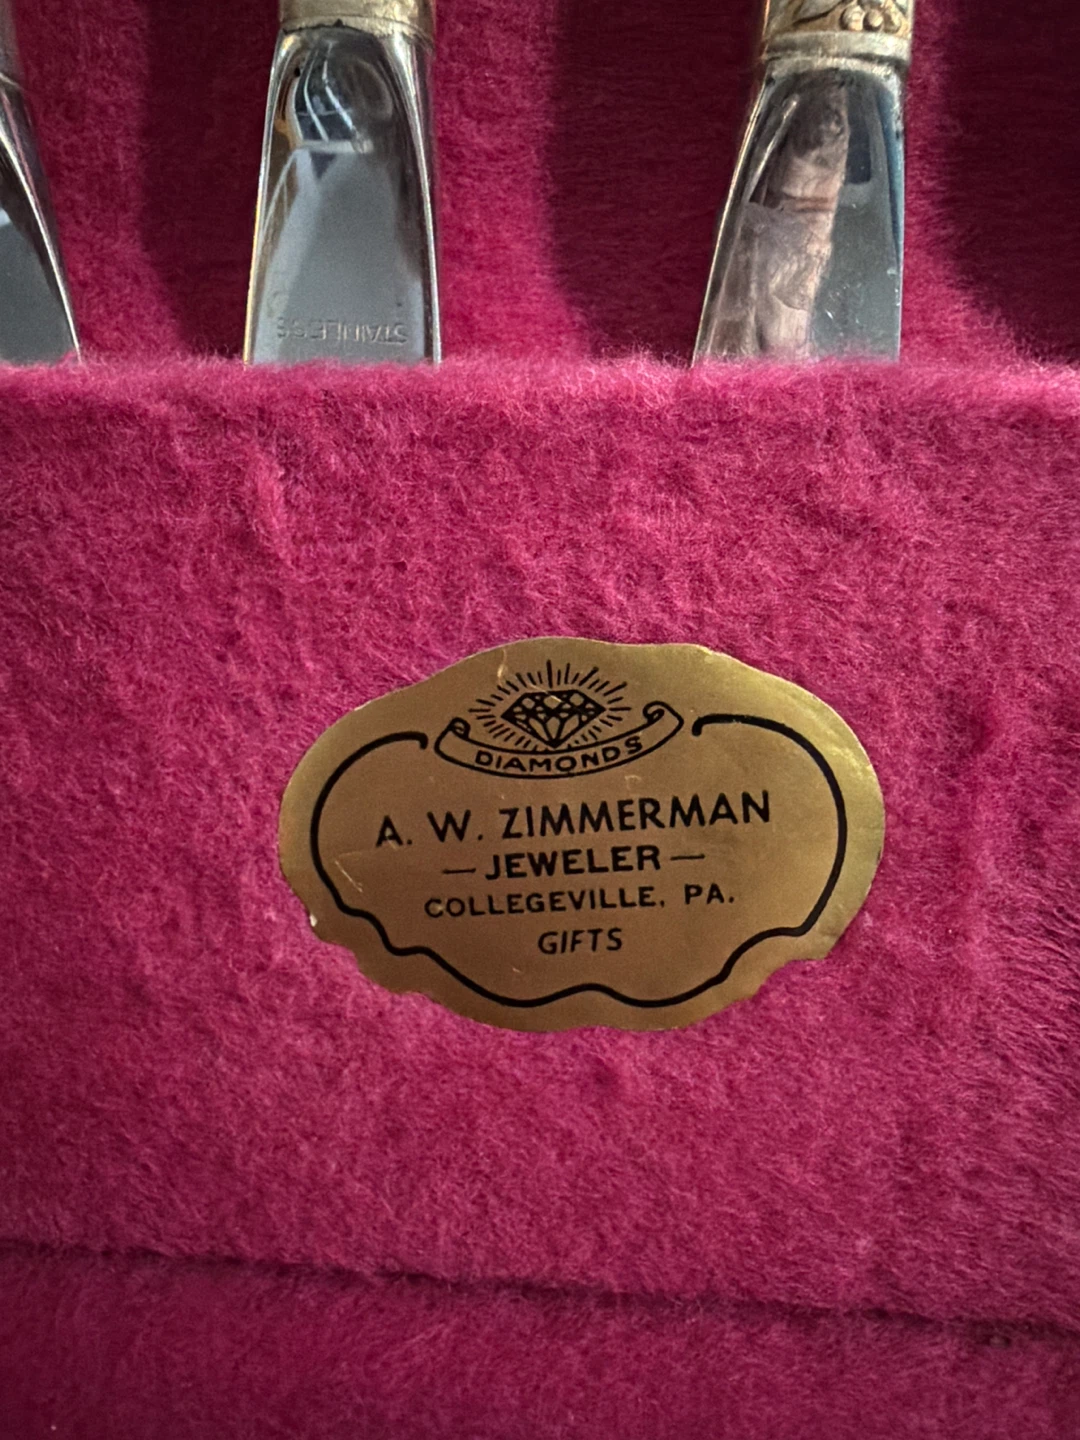 STAINLESS
DIAMONDS
A. W. ZIMMERMAN
— JEWELER —
COLLEGEVILLE, PA.
GIFTS